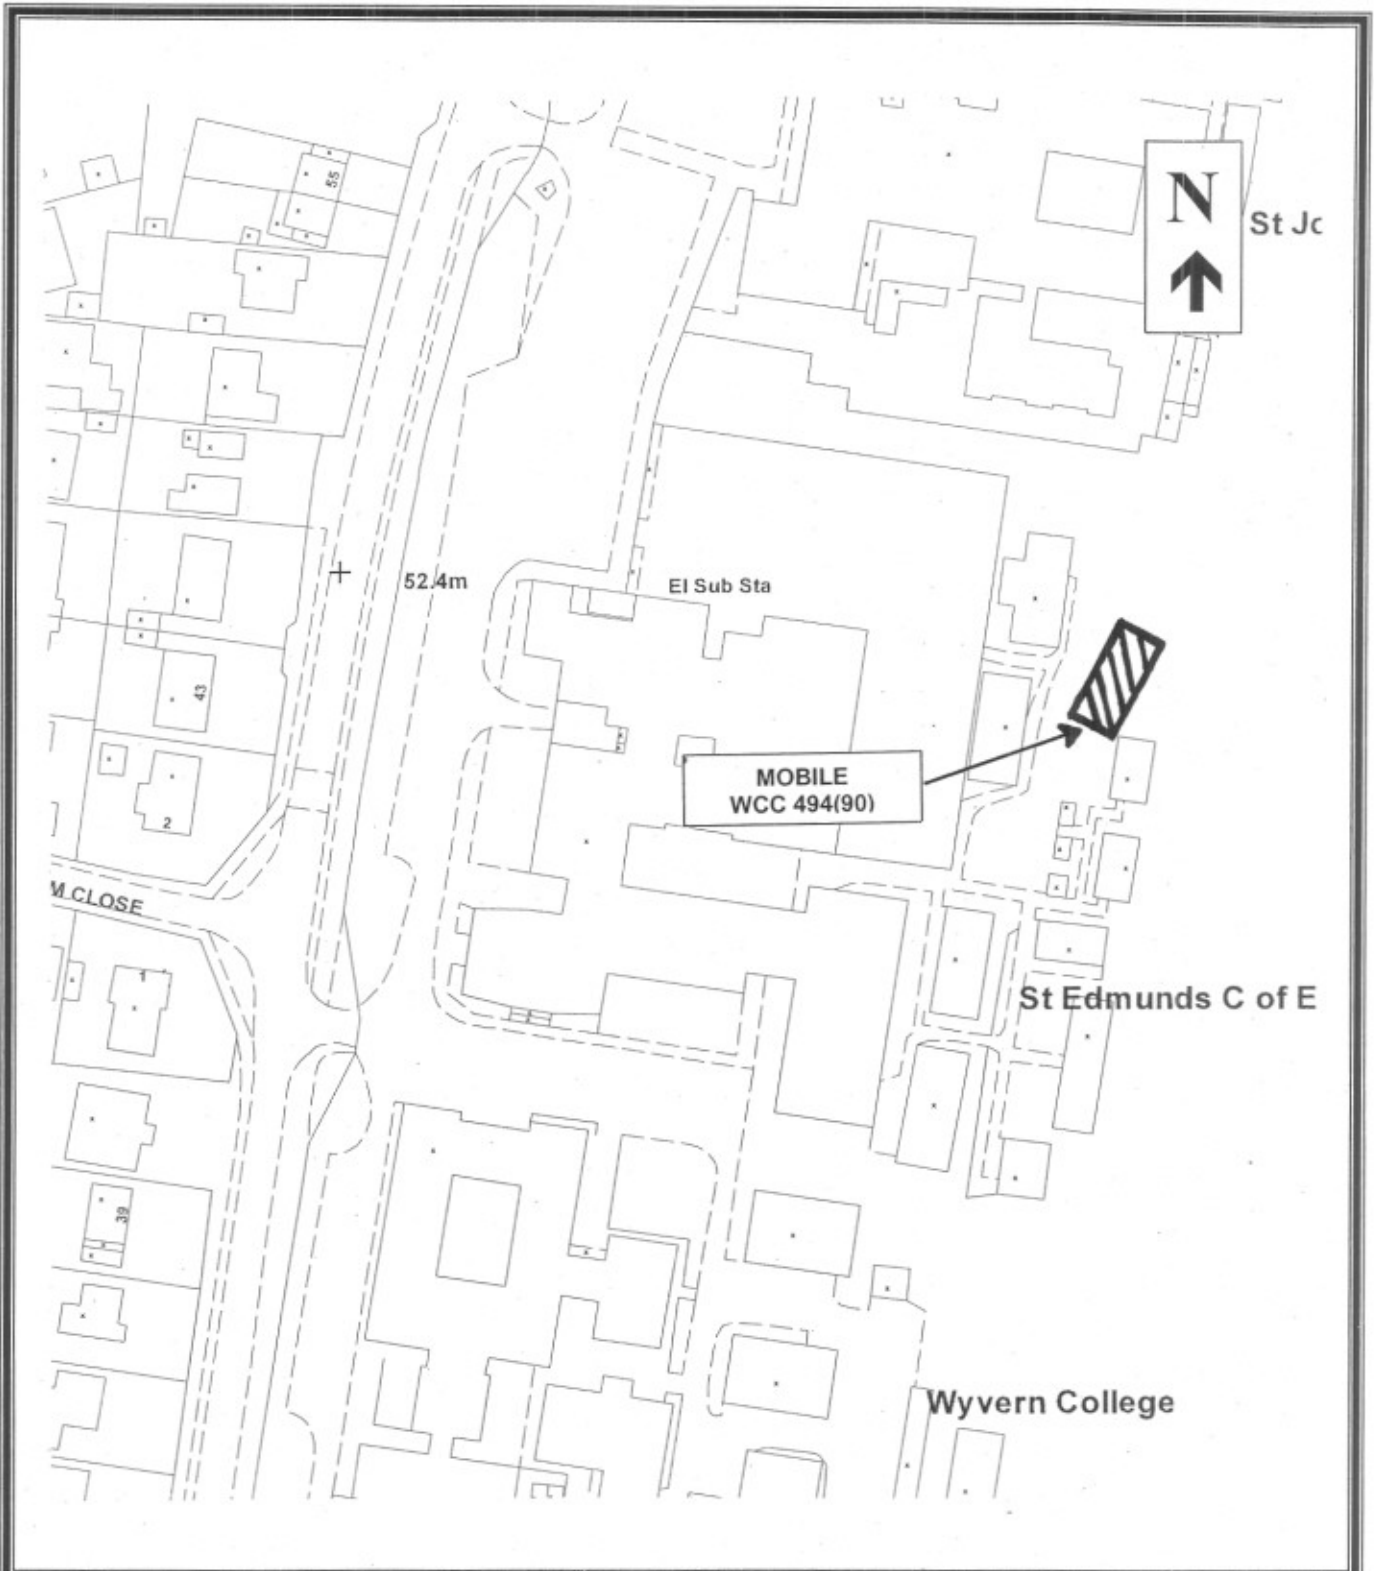 N
St Jc
55
52.4m
El Sub Sta
43
MOBILE
WCC 494(90)
2
M CLOSE
1
St Edmunds C of E
39
Wyvern College